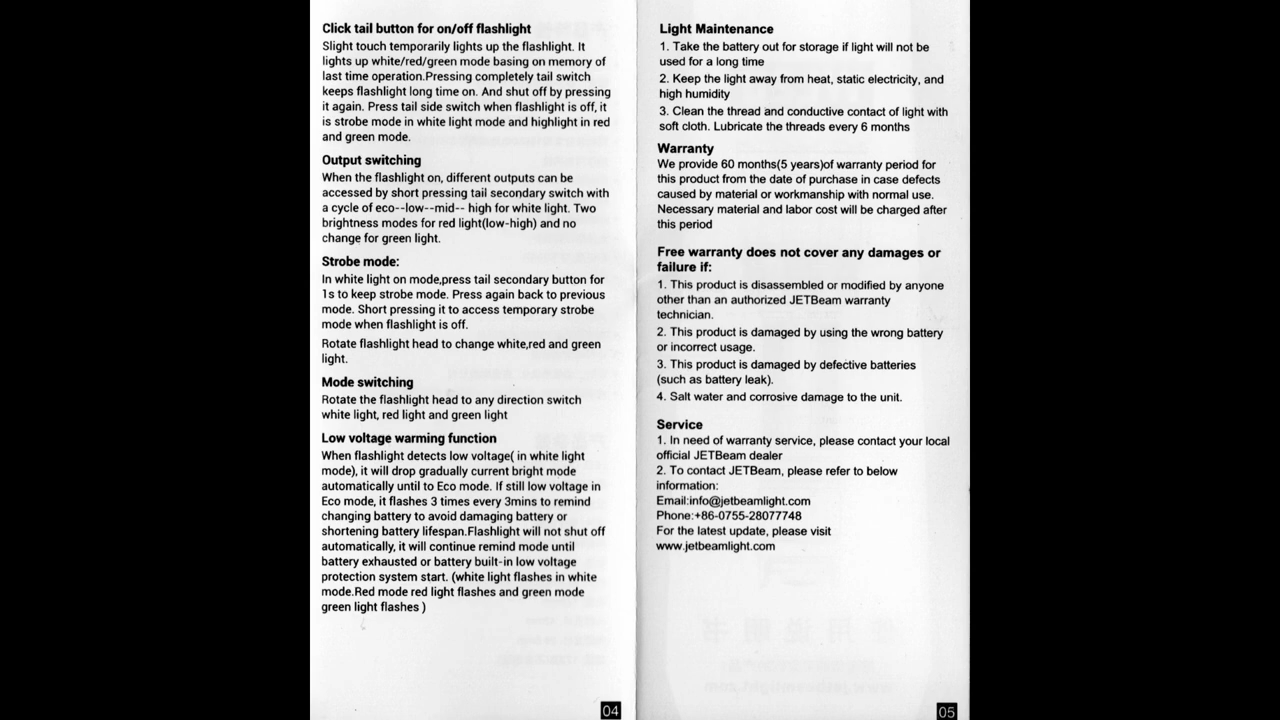 Click tail button for on/off flashlight
Slight touch temporarily lights up the flashlight. It
lights up white/red/green mode basing on memory of
last time operation.Pressing completely tail switch
keeps flashlight long time on. And shut off by pressing
it again. Press tail side switch when flashlight is off, it
is strobe mode in white light mode and highlight in red
and green mode.
Output switching
When the flashlight on, different outputs can be
accessed by short pressing tail secondary switch with
a cycle of eco--low--mid-- high for white light. Two
brightness modes for red light(low-high) and no
change for green light.
Strobe mode:
In white light on mode,press tail secondary button for
1s to keep strobe mode. Press again back to previous
mode. Short pressing it to access temporary strobe
mode when flashlight is off.
Rotate flashlight head to change white,red and green
light.
Mode switching
Rotate the flashlight head to any direction switch
white light, red light and green light
Low voltage warming function
When flashlight detects low voltage( in white light
mode), it will drop gradually current bright mode
automatically until to Eco mode. If still low voltage in
Eco mode, it flashes 3 times every 3mins to remind
changing battery to avoid damaging battery or
shortening battery lifespan.Flashlight will not shut off
automatically, it will continue remind mode until
battery exhausted or battery built-in low voltage
protection system start. (white light flashes in white
mode.Red mode red light flashes and green mode
green light flashes )
04
Light Maintenance
1. Take the battery out for storage if light will not be
used for a long time
2. Keep the light away from heat, static electricity, and
high humidity
3. Clean the thread and conductive contact of light with
soft cloth. Lubricate the threads every 6 months
Warranty
We provide 60 months(5 years)of warranty period for
this product from the date of purchase in case defects
caused by material or workmanship with normal use.
Necessary material and labor cost will be charged after
this period
Free warranty does not cover any damages or
failure if:
1. This product is disassembled or modified by anyone
other than an authorized JETBeam warranty
technician.
2. This product is damaged by using the wrong battery
or incorrect usage.
3. This product is damaged by defective batteries
(such as battery leak).
4. Salt water and corrosive damage to the unit.
Service
1. In need of warranty service, please contact your local
official JETBeam dealer
2. To contact JETBeam, please refer to below
information:
Email:info@jetbeamlight.com
Phone:+86-0755-28077748
For the latest update, please visit
www.jetbeamlight.com
05